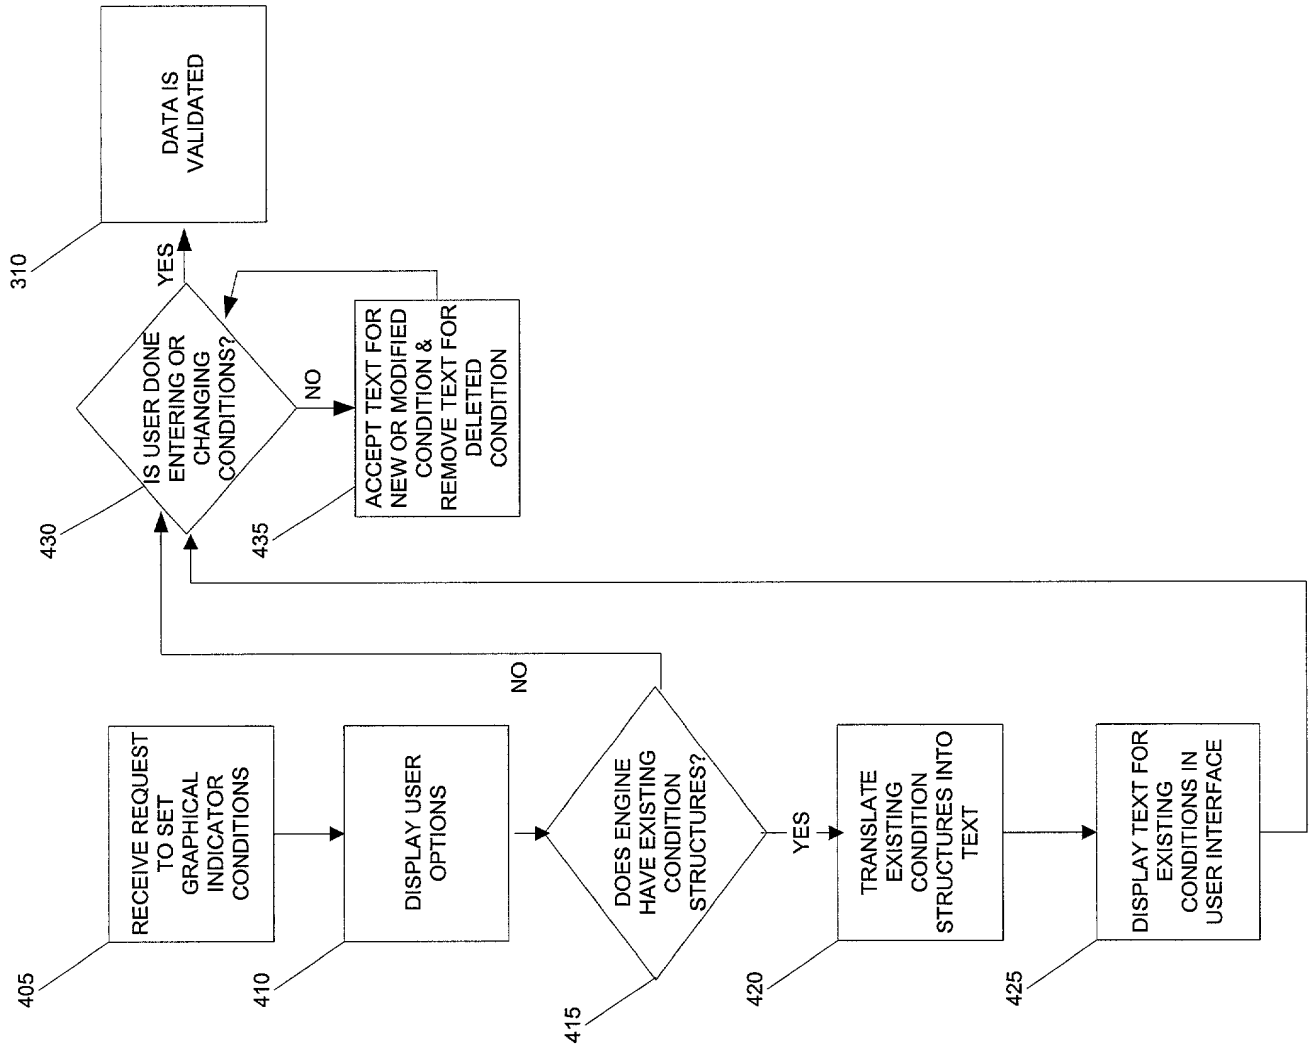 405
RECEIVE REQUEST
TO SET
GRAPHICAL
INDICATOR
CONDITIONS
410
DISPLAY USER
OPTIONS
415
DOES ENGINE
HAVE EXISTING
CONDITION
STRUCTURES?
NO
YES
420
TRANSLATE
EXISTING
CONDITION
STRUCTURES INTO
TEXT
425
DISPLAY TEXT FOR
EXISTING
CONDITIONS IN
USER INTERFACE
430
IS USER DONE
ENTERING OR
CHANGING
CONDITIONS?
YES
NO
435
ACCEPT TEXT FOR
NEW OR MODIFIED
CONDITION &
REMOVE TEXT FOR
DELETED
CONDITION
310
DATA IS
VALIDATED